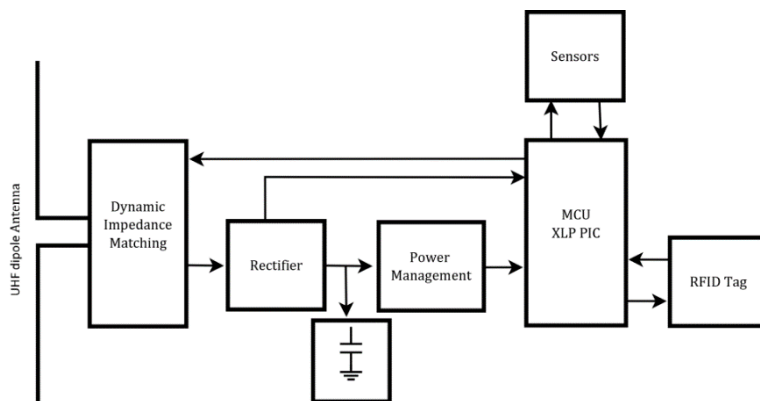 Sensors
UHF dipole Antenna
Dynamic
Impedance
Matching
MCU
XLP PIC
Rectifier
Power
Management
RFID Tag